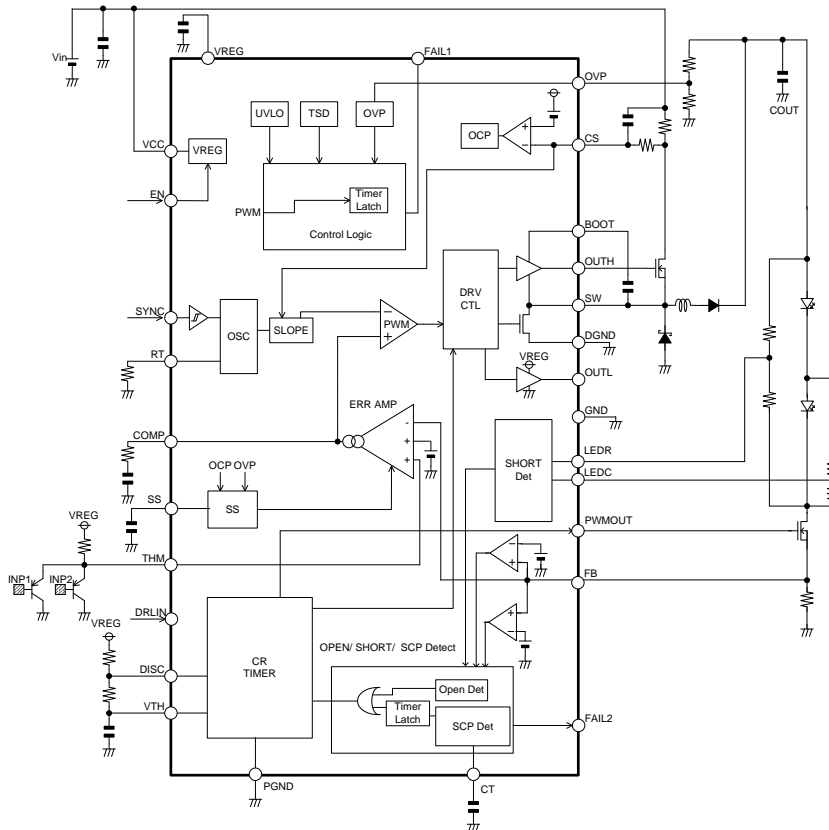 VREG
FAIL1
Vin
OVP
COUT
UVLO
TSD
OVP
OCP
CS
VCC
VREG
EN
PWM
Timer
Latch
Control Logic
BOOT
OUTH
DRV
CTL
SW
SYNC
OSC
SLOPE
PWM
DGND
RT
VREG
OUTL
ERR AMP
GND
COMP
LEDR
SHORT
Det
LEDC
OCP OVP
SS
SS
VREG
PWMOUT
THM
FB
INP1
INP2
DRLIN
VREG
OPEN/ SHORT/ SCP Detect
CR
TIMER
DISC
Open Det
Timer
Latch
VTH
SCP Det
FAIL2
PGND
CT